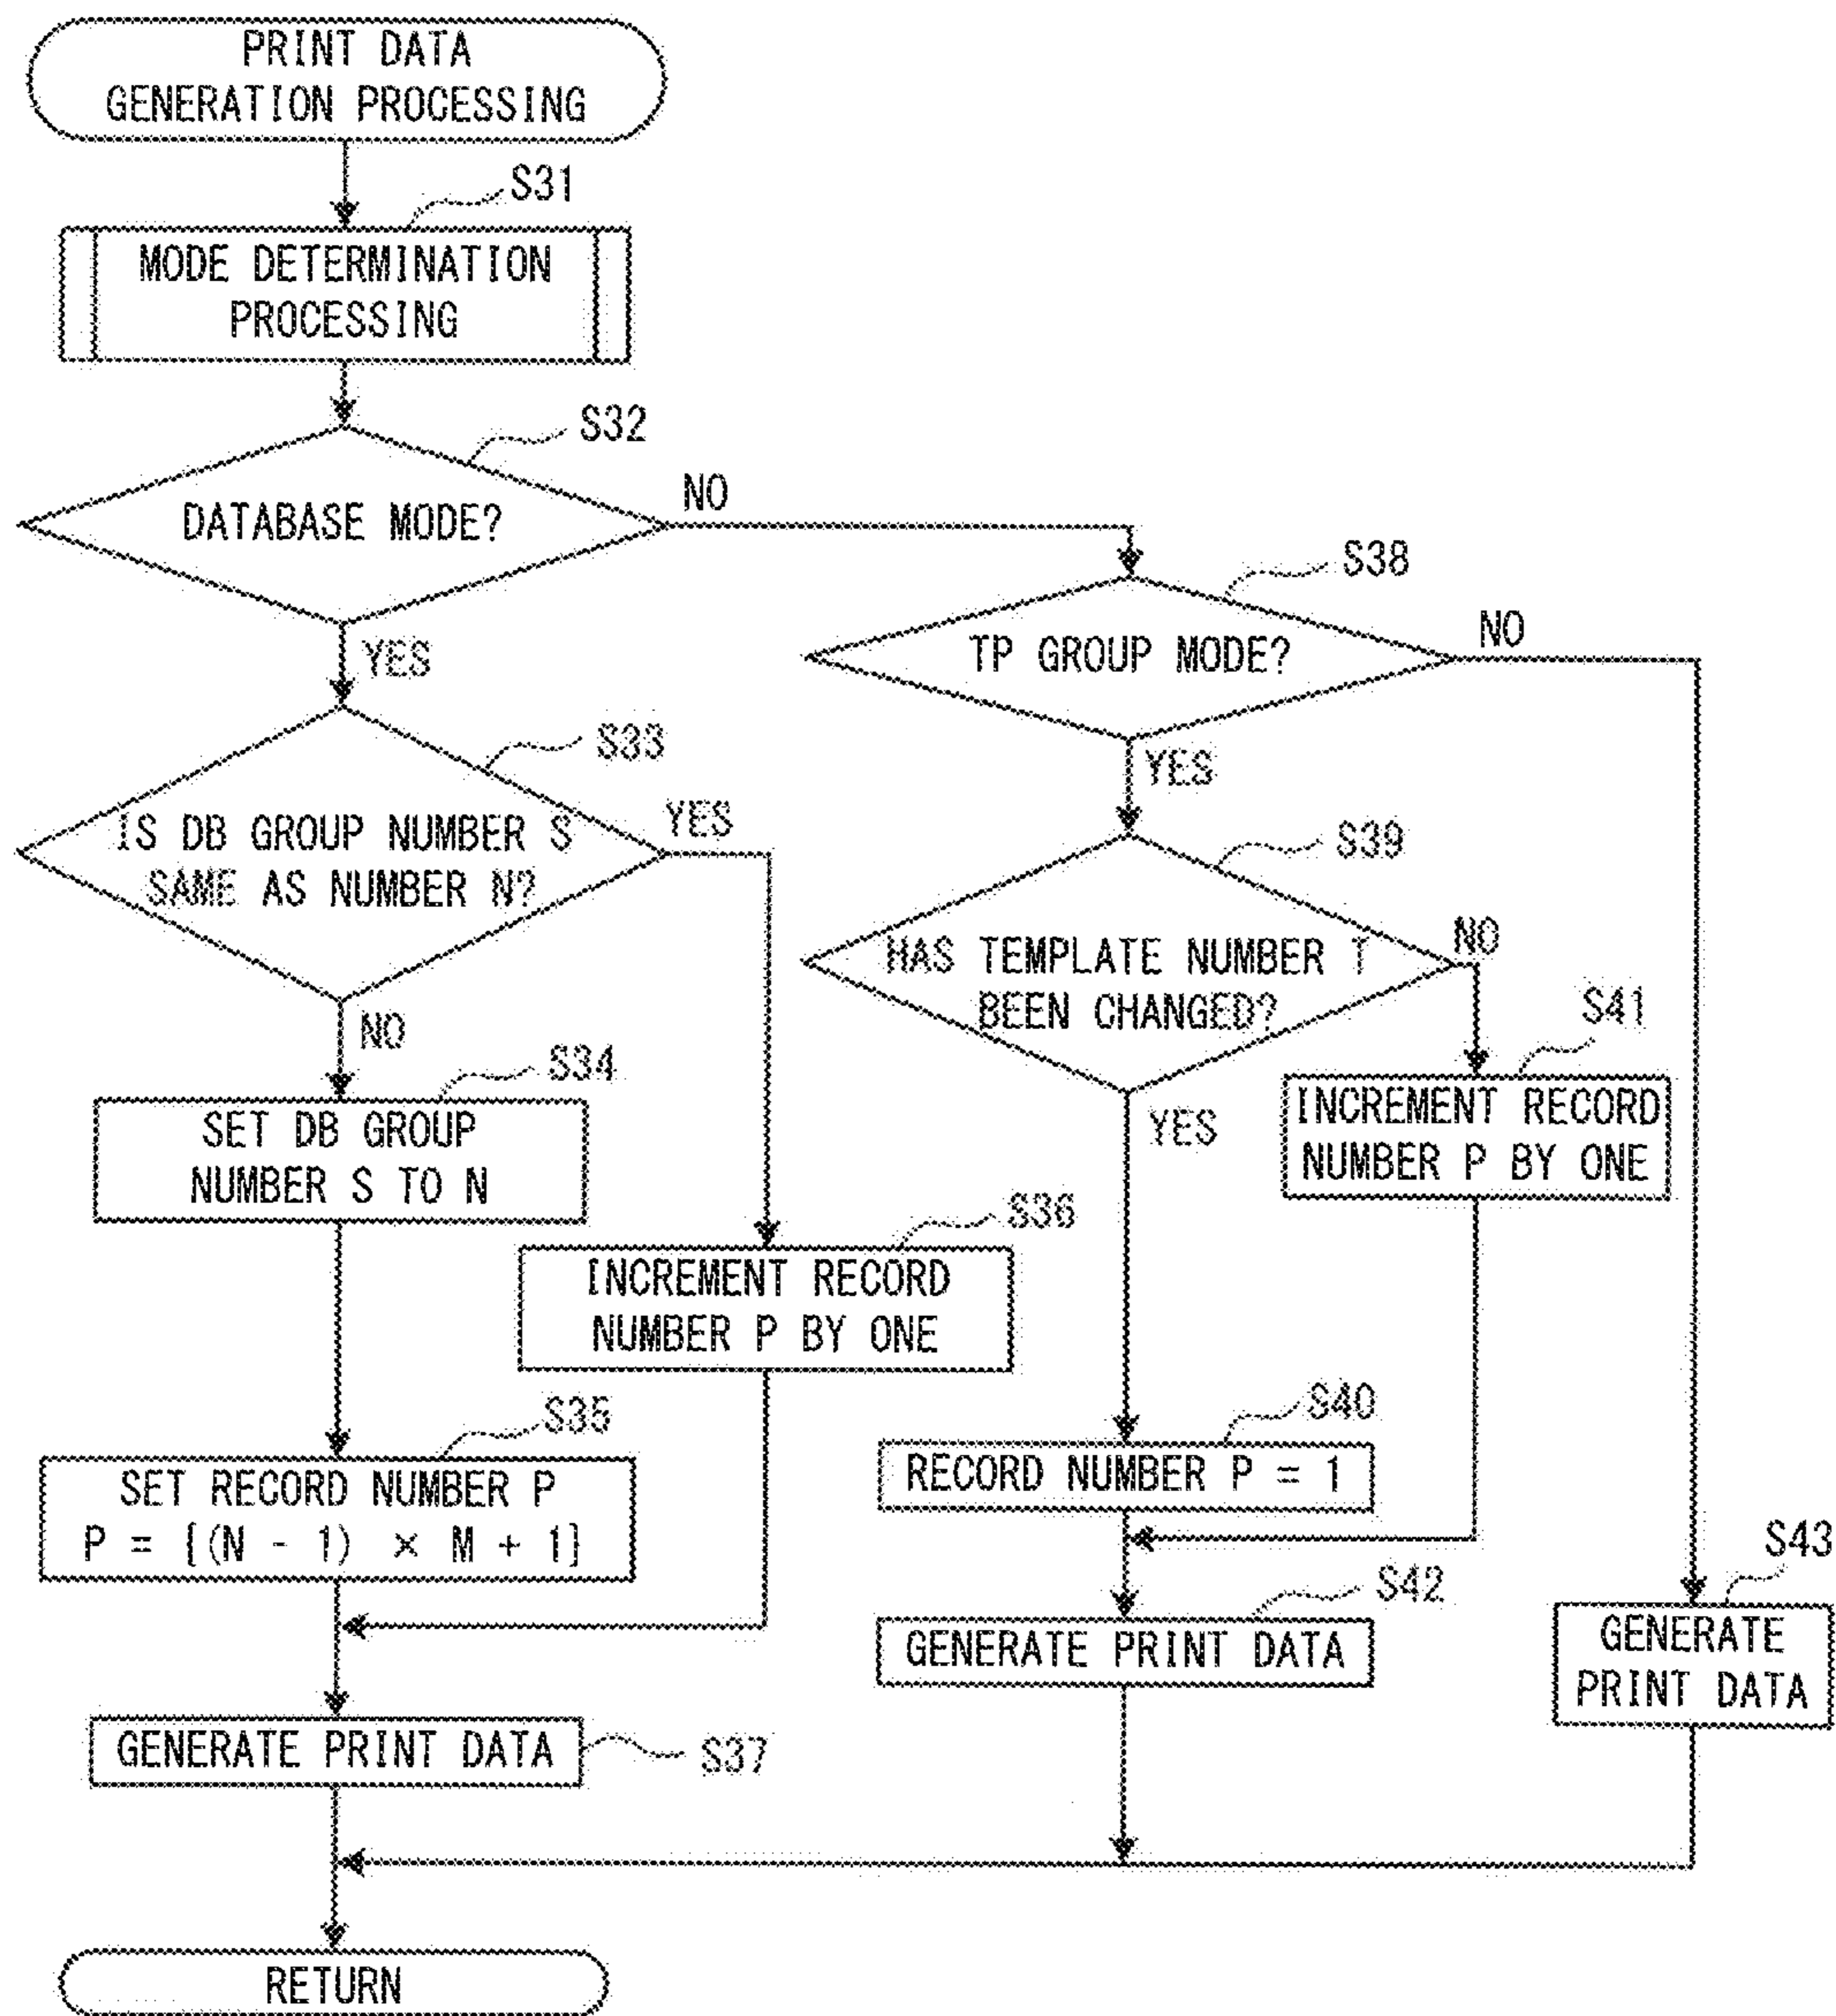 PRINT DATA
GENERATION PROCESSING
S31
MODE DETERMINATION
PROCESSING
S32
DATABASE MODE?
NO
YES
S38
TP GROUP MODE?
NO
YES
S33
IS DB GROUP NUMBER S
SAME AS NUMBER N?
YES
NO
S39
HAS TEMPLATE NUMBER T
BEEN CHANGED?
NO
YES
S34
SET DB GROUP
NUMBER S TO N
S41
INCREMENT RECORD
NUMBER P BY ONE
S36
INCREMENT RECORD
NUMBER P BY ONE
S35
SET RECORD NUMBER P
P = {(N - 1) × M + 1}
S40
RECORD NUMBER P = 1
S42
GENERATE PRINT DATA
S43
GENERATE
PRINT DATA
GENERATE PRINT DATA
S37
RETURN